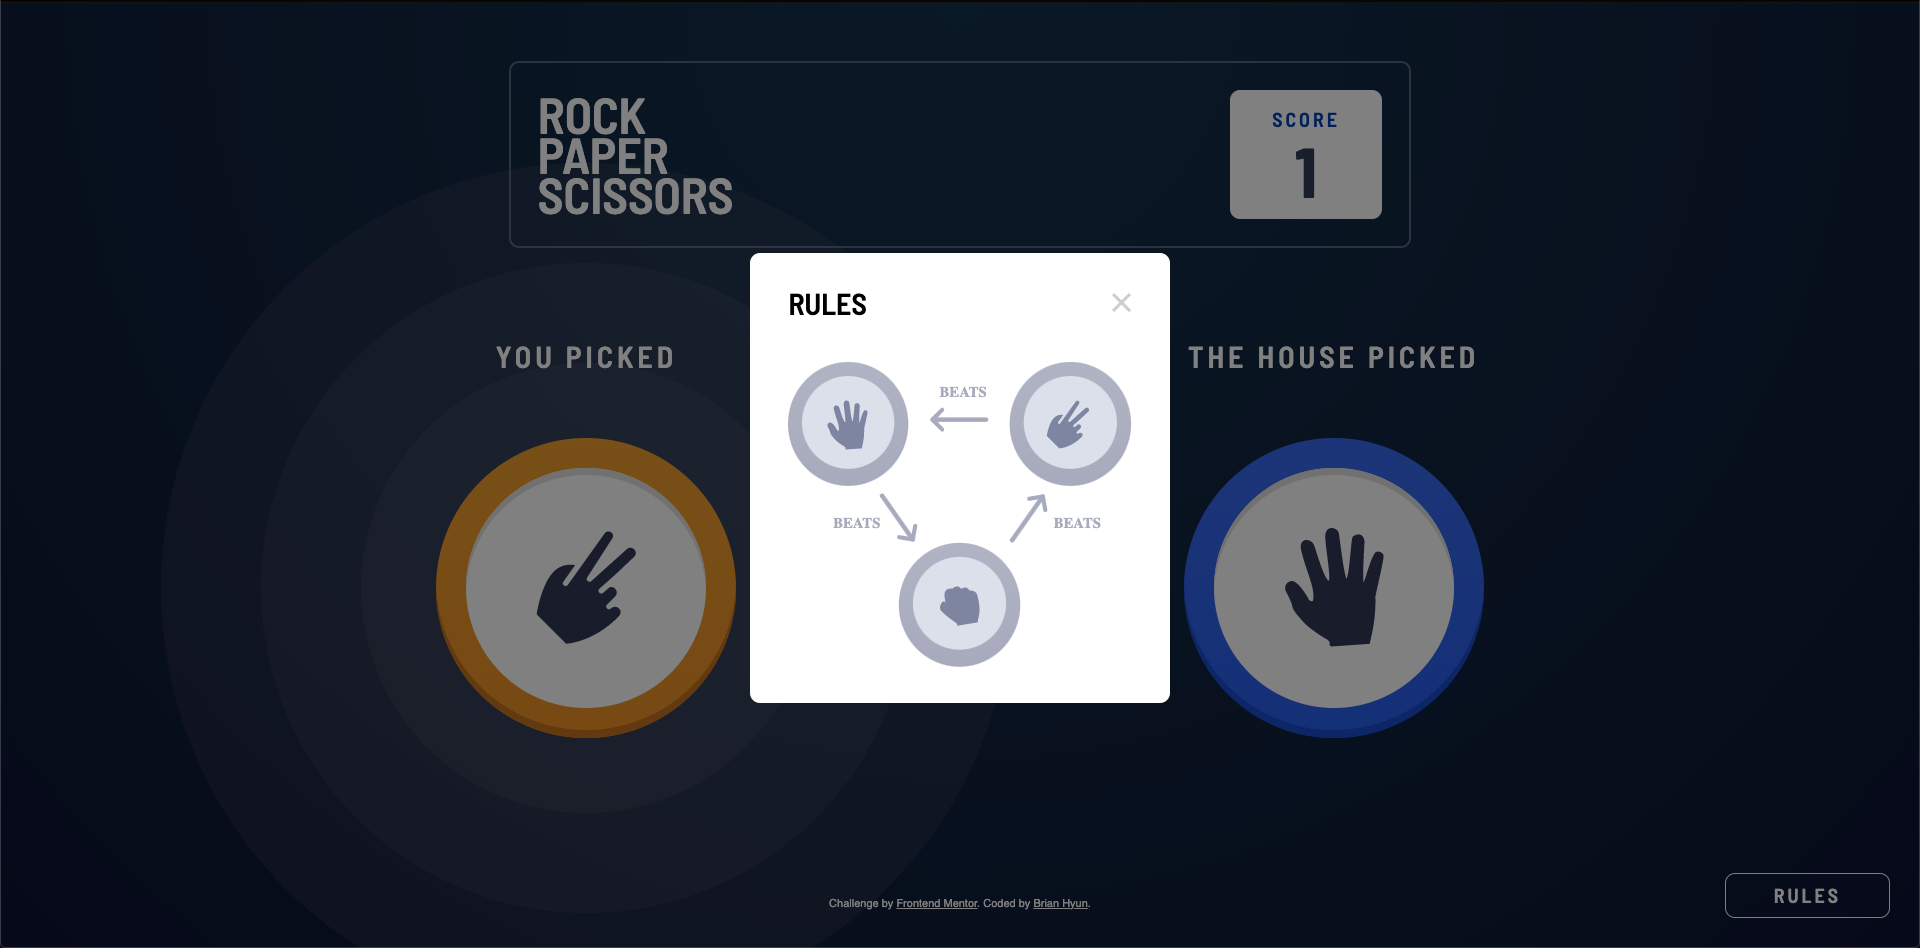 ROCK
PAPER
SCISSORS
SCORE
1
RULES
YOU PICKED
THE HOUSE PICKED
BEATS
BEATS
BEATS
Challenge by Frontend Mentor. Coded by Brian Hyun.
RULES